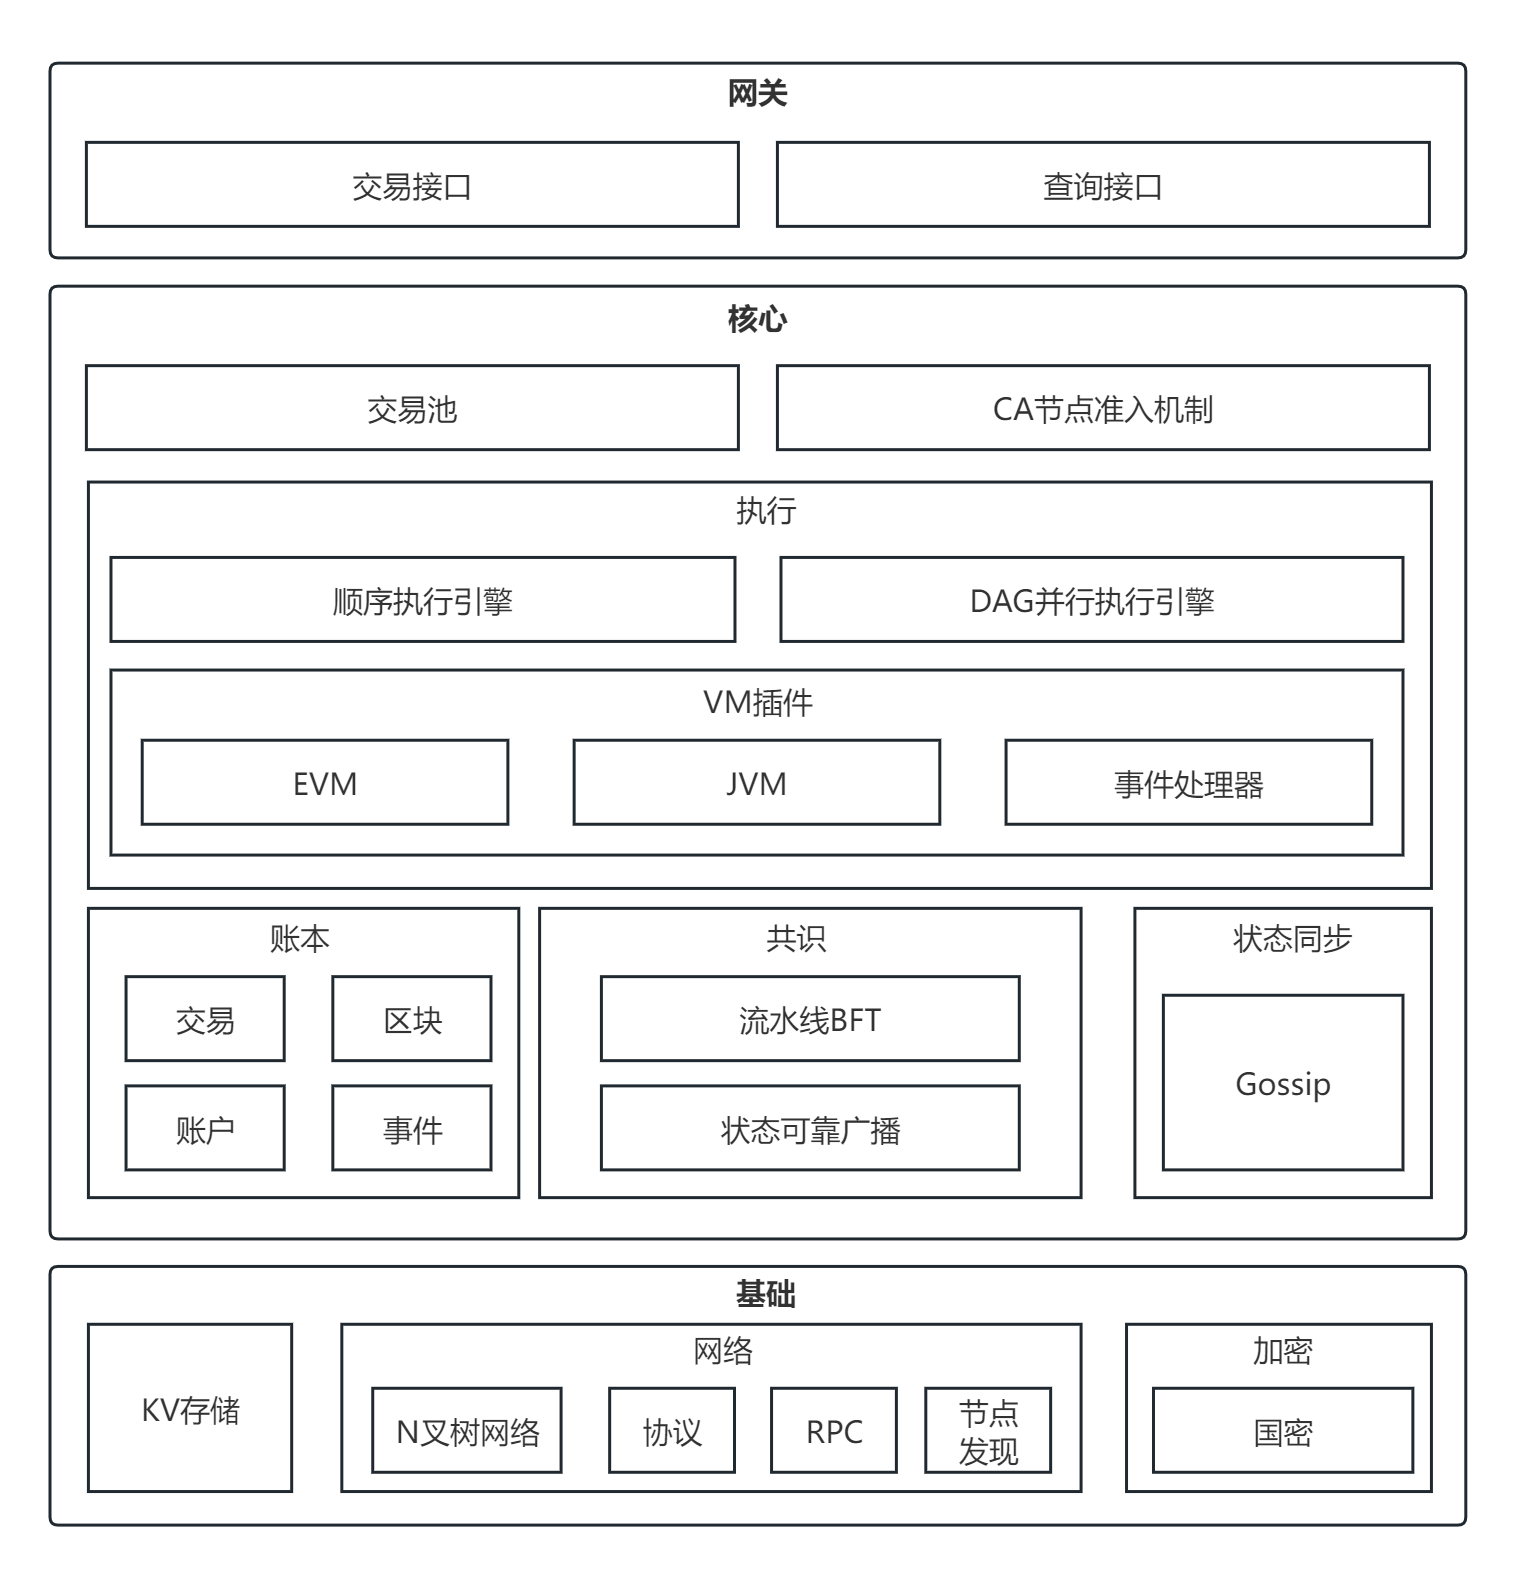 网关
交易接口
查询接口
核心
交易池
CA节点准入机制
执行
顺序执行引擎
DAG并行执行引擎
VM插件
EVM
JVM
事件处理器
账本
交易
区块
账户
事件
共识
流水线BFT
状态可靠广播
状态同步
Gossip
基础
KV存储
网络
N叉树网络
协议
RPC
节点
发现
加密
国密